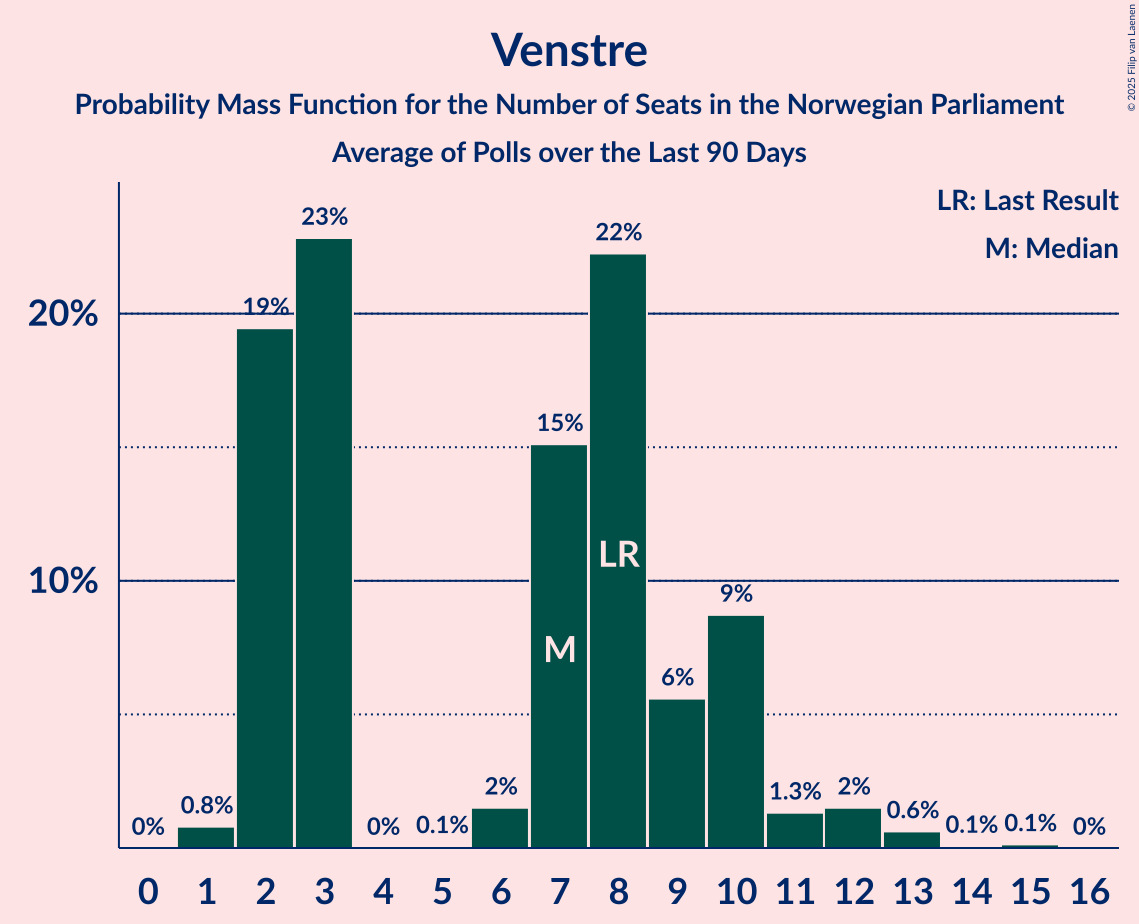 Venstre
Probability Mass Function for the Number of Seats in the Norwegian Parliament
Average of Polls over the Last 90 Days
© 2025 Filip van Laenen
LR: Last Result
M: Median
20%
10%
0%
0.8%
19%
23%
0%
0.1%
2%
15%
22%
6%
9%
1.3%
2%
0.6%
0.1%
0.1%
0%
LR
M
0 1 2 3 4 5 6 7 8 9 10 11 12 13 14 15 16